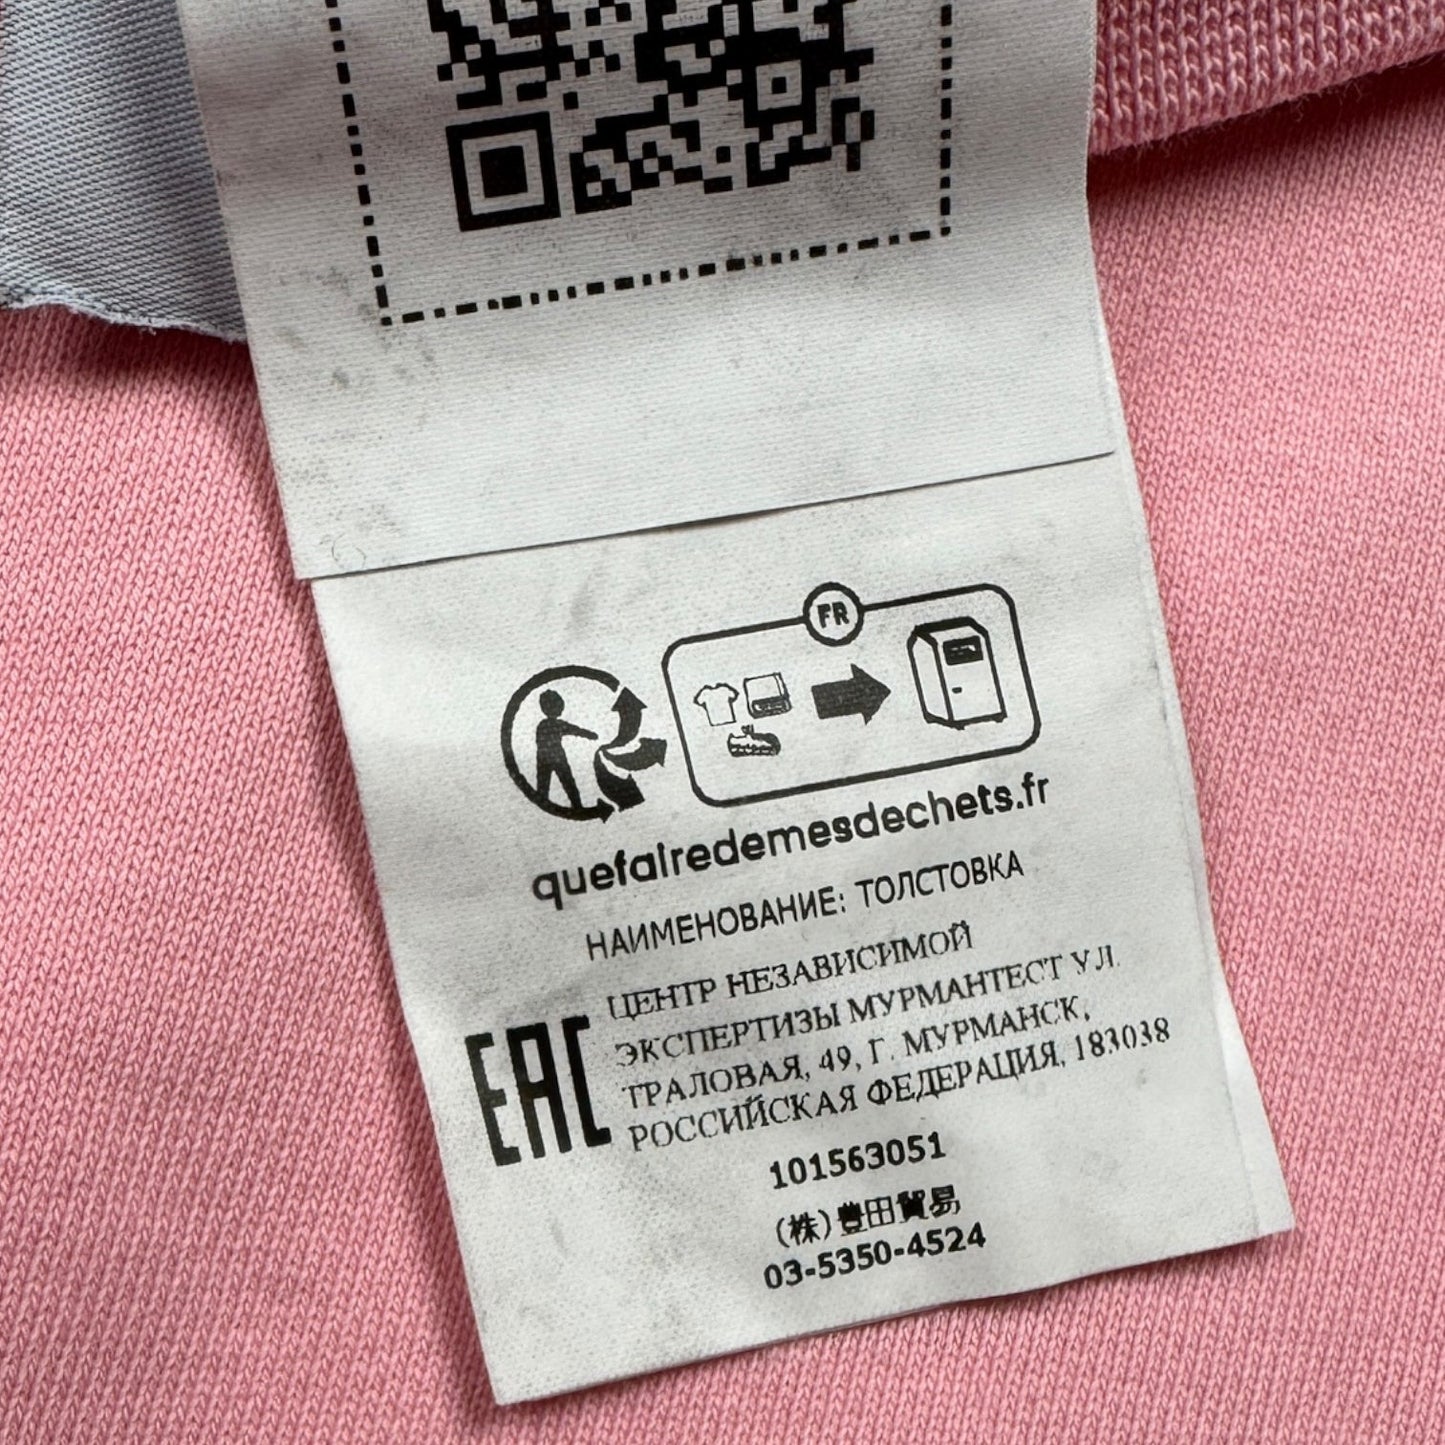 FR
quefairedemesdechets.fr
НАИМЕНОВАНИЕ: ТОЛСТОВКА
ЦЕНТР НЕЗАВИСИМОЙ
ЭКСПЕРТИЗЫ МУРМАНТЕСТ УЛ.
ТРАЛОВАЯ, 49, Г. МУРМАНСК,
РОССИЙСКАЯ ФЕДЕРАЦИЯ, 183038
EAC
101563051
(株)豊田貿易
03-5350-4524